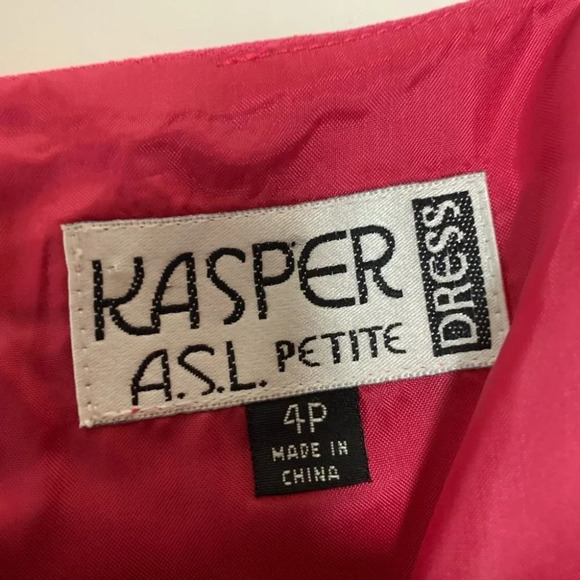 KASPER
A.S.L. PETITE
DRESS
4P
MADE IN
CHINA